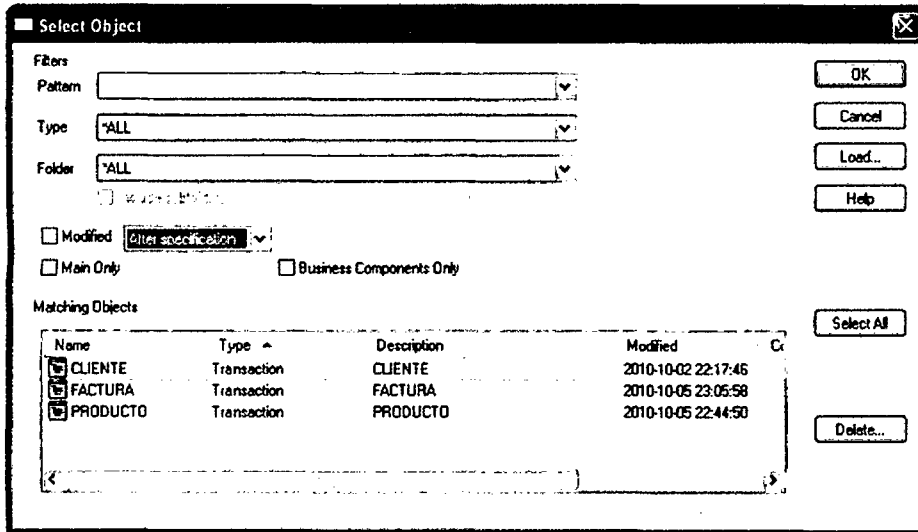 Select Object
Filters
Pattern
OK
Type *ALL
Cancel
Folder *ALL
Load...
Help
Modified After specification
Main Only Business Components Only
Matching Objects
Select All
Name Type Description Modified Co
CLIENTE Transaction CLIENTE 2010-10-02 22:17:46
FACTURA Transaction FACTURA 2010-10-05 23:05:58
PRODUCTO Transaction PRODUCTO 2010-10-05 22:44:50
Delete...